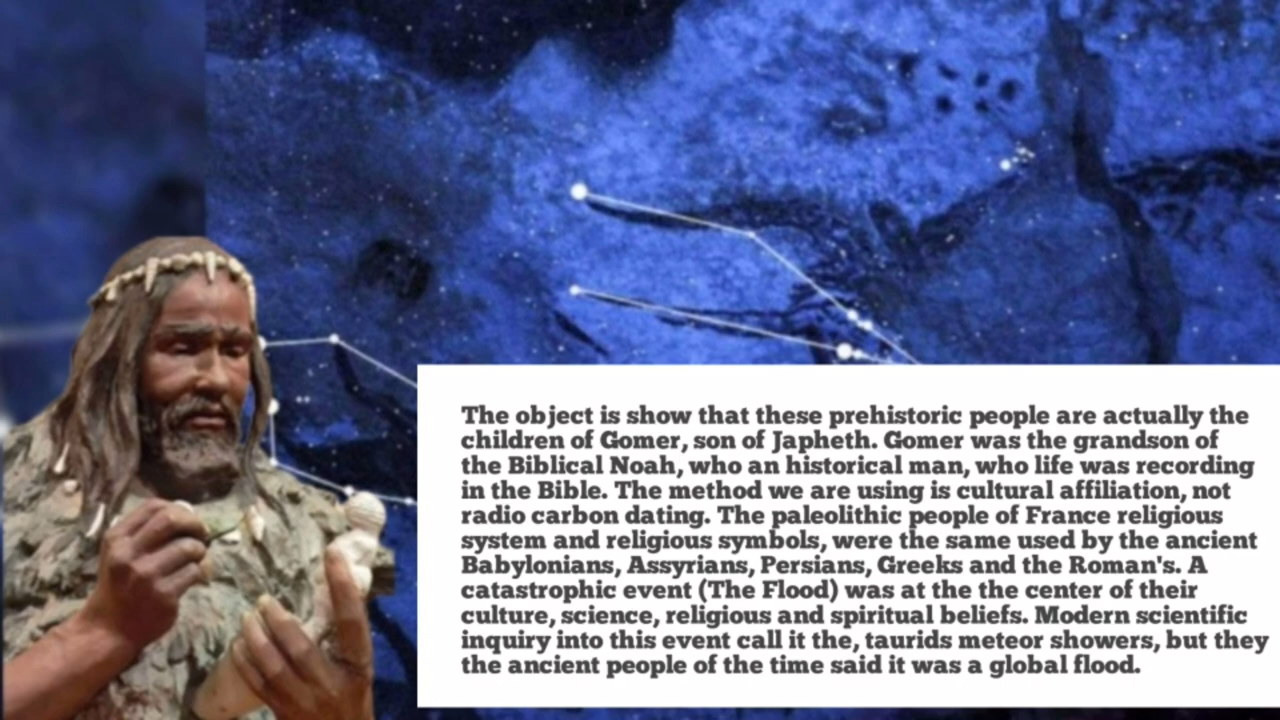 The object is show that these prehistoric people are actually the
children of Gomer, son of Japheth. Gomer was the grandson of
the Biblical Noah, who an historical man, who life was recording
in the Bible. The method we are using is cultural affiliation, not
radio carbon dating. The paleolithic people of France religious
system and religious symbols, were the same used by the ancient
Babylonians, Assyrians, Persians, Greeks and the Roman's. A
catastrophic event (The Flood) was at the the center of their
culture, science, religious and spiritual beliefs. Modern scientific
inquiry into this event call it the, taurids meteor showers, but they
the ancient people of the time said it was a global flood.